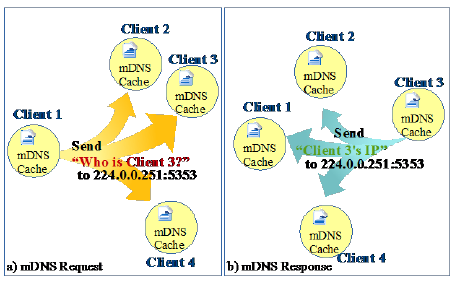 Client 2
mDNS
Cache
Client 3
mDNS
Cache
Client 1
mDNS
Cache
Send
“Who is Client 3?”
to 224.0.0.251:5353
mDNS
Cache
Client 4
a) mDNS Request
Client 2
mDNS
Cache
Client 3
mDNS
Cache
Client 1
mDNS
Cache
Send
“Client 3's IP”
to 224.0.0.251:5353
mDNS
Cache
Client 4
b) mDNS Response